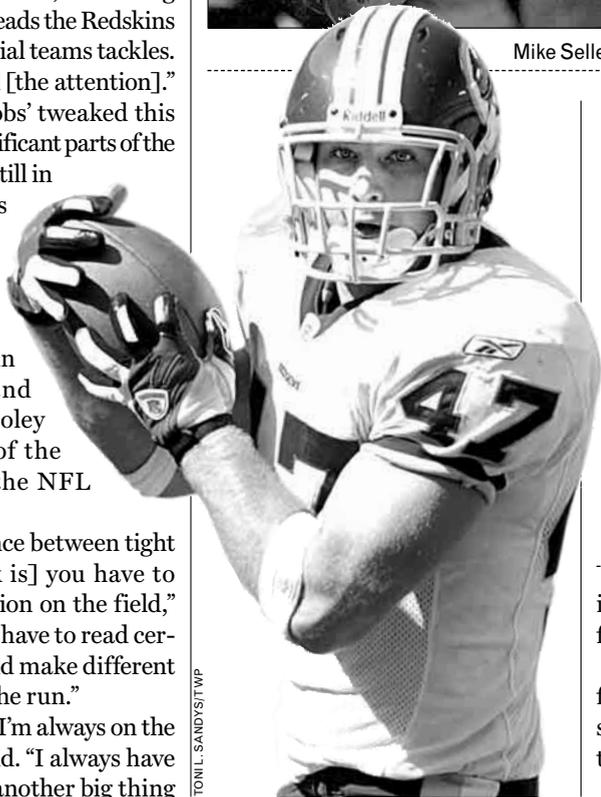 eads the Redskins
ial teams tackles.
[the attention].”
obs’ tweaked this
ificant parts of the
till in
s
n
nd
oley
of the
he NFL
nce between tight
is] you have to
ion on the field,”
have to read cer-
d make different
he run.”
I’m always on the
d. “I always have
another big thing
TONI L. SANDYS/TWP
Mike Selle
Riddell
47